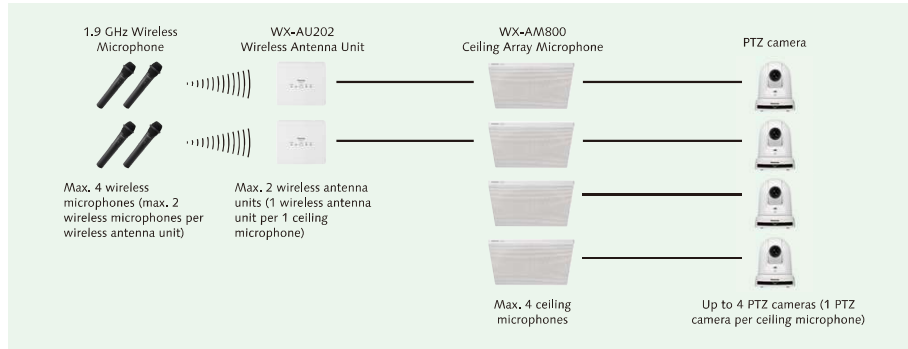 1.9 GHz Wireless
Microphone
WX-AU202
Wireless Antenna Unit
WX-AM800
Ceiling Array Microphone
PTZ camera
Max. 4 wireless
microphones (max. 2
wireless microphones per
wireless antenna unit)
Max. 2 wireless antenna
units (1 wireless antenna
unit per 1 ceiling
microphone)
Max. 4 ceiling
microphones
Up to 4 PTZ cameras (1 PTZ
camera per ceiling microphone)